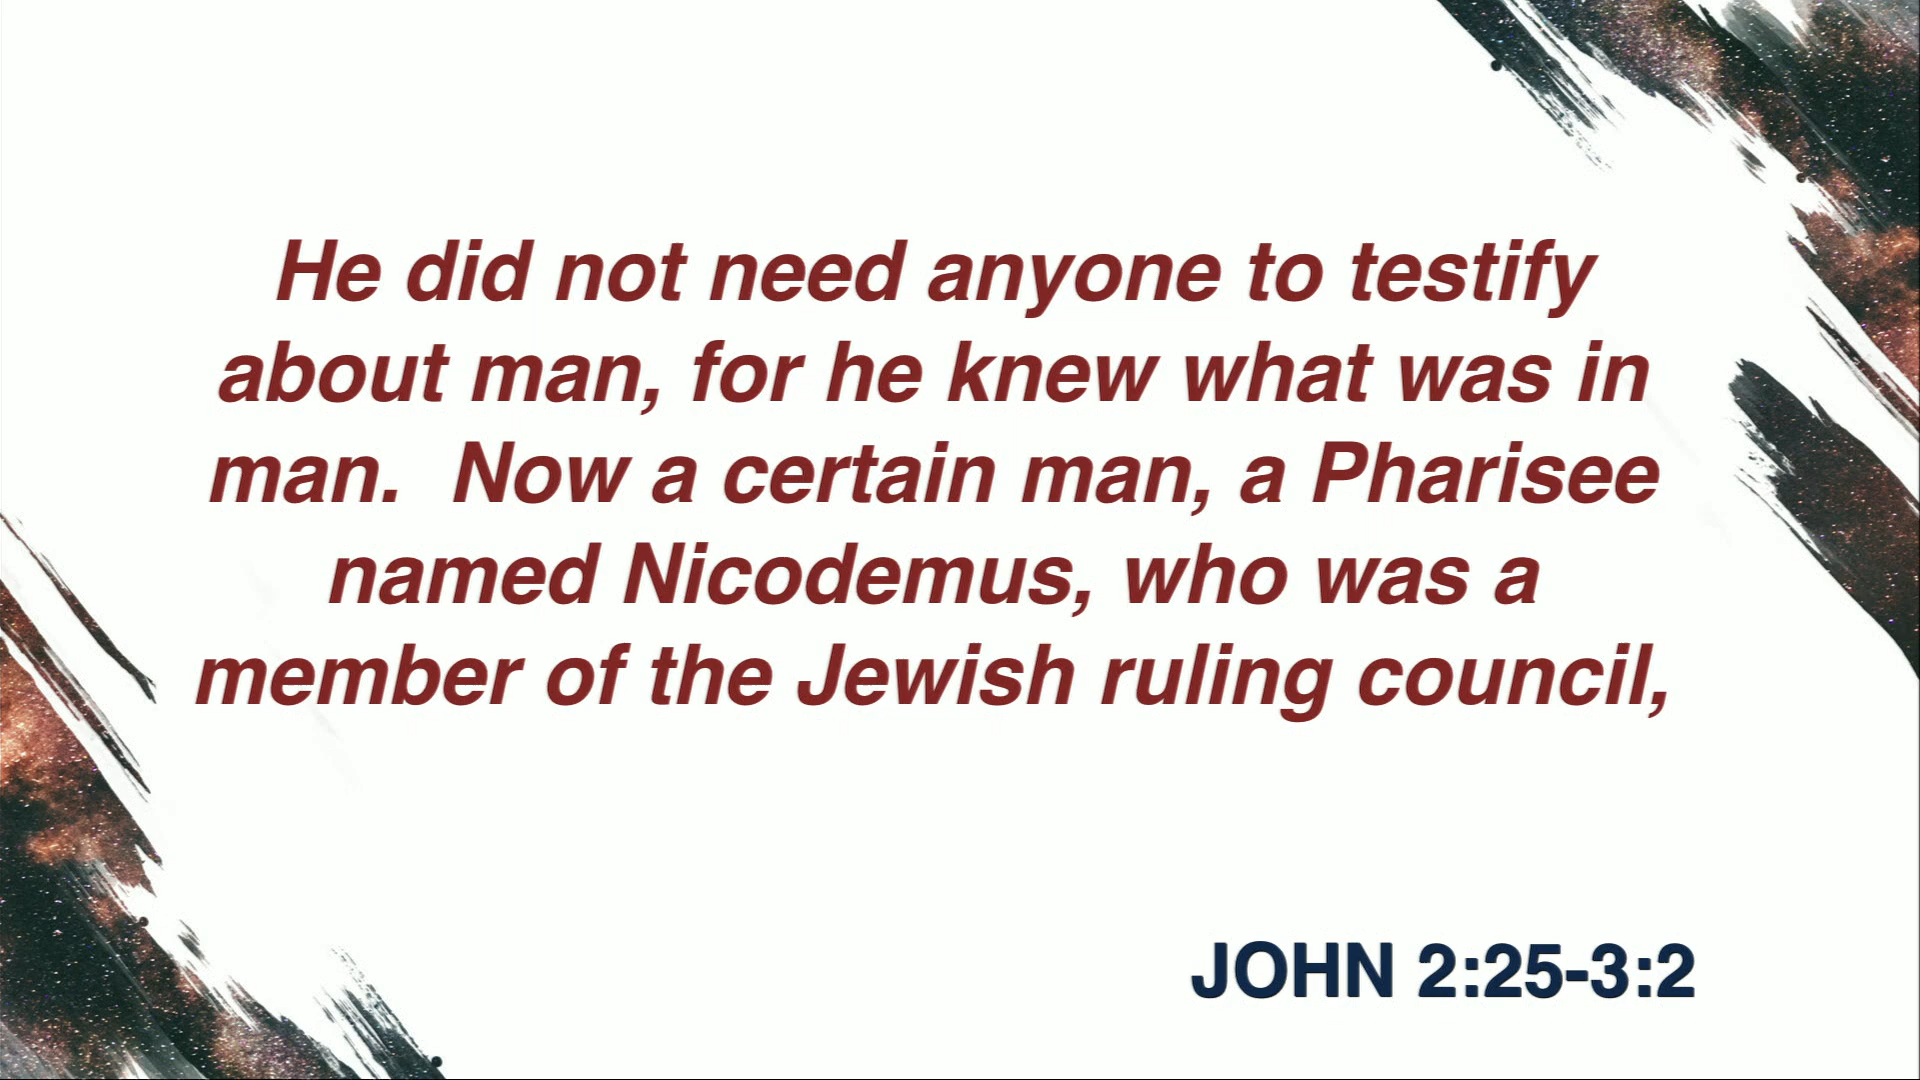 He did not need anyone to testify
about man, for he knew what was in
man.  Now a certain man, a Pharisee
named Nicodemus, who was a
member of the Jewish ruling council,
JOHN 2:25-3:2